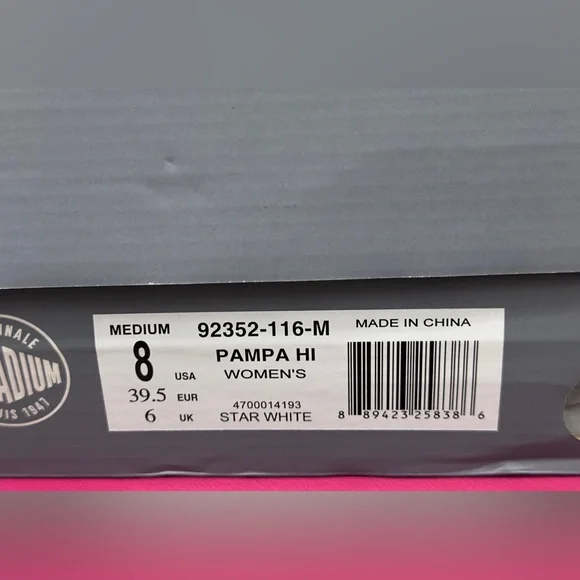 MEDIUM 92352-116-M MADE IN CHINA
8 USA PAMPA HI
WOMEN'S
39.5 EUR
4700014193
6 UK STAR WHITE 8 89423 25838 6
1947